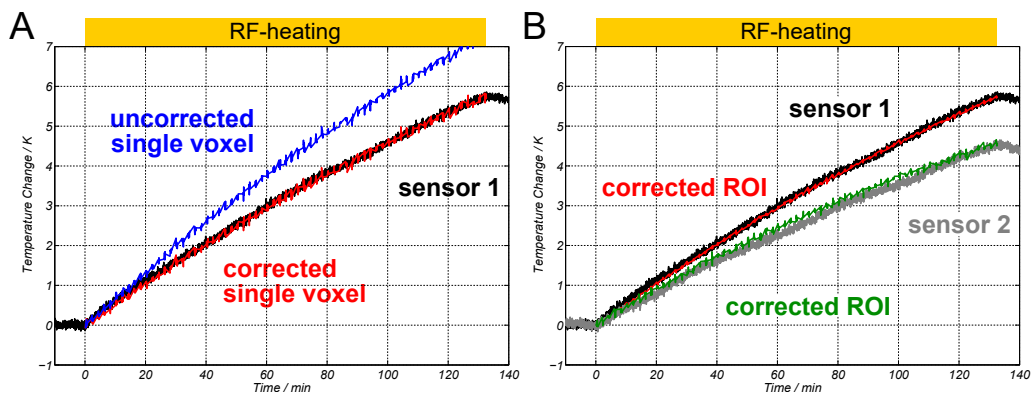 A
RF-heating
7
6
5
4
3
2
1
0
−1
Temperature Change / K
uncorrected
single voxel
sensor 1
corrected
single voxel
0 20 40 60 80 100 120 140
Time / min
B
RF-heating
7
6
5
4
3
2
1
0
−1
Temperature Change / K
sensor 1
corrected ROI
sensor 2
corrected ROI
0 20 40 60 80 100 120 140
Time / min